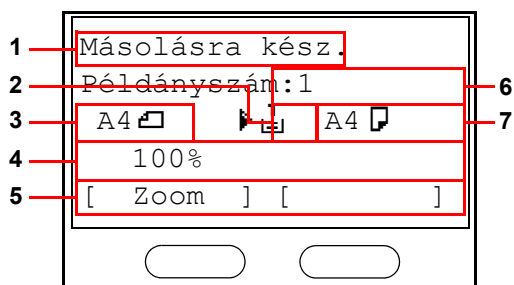 1 Másolásra kész.
2 Példányszám:1 6
3 A4 A4 7
4 100%
5 [ Zoom ] [ ]